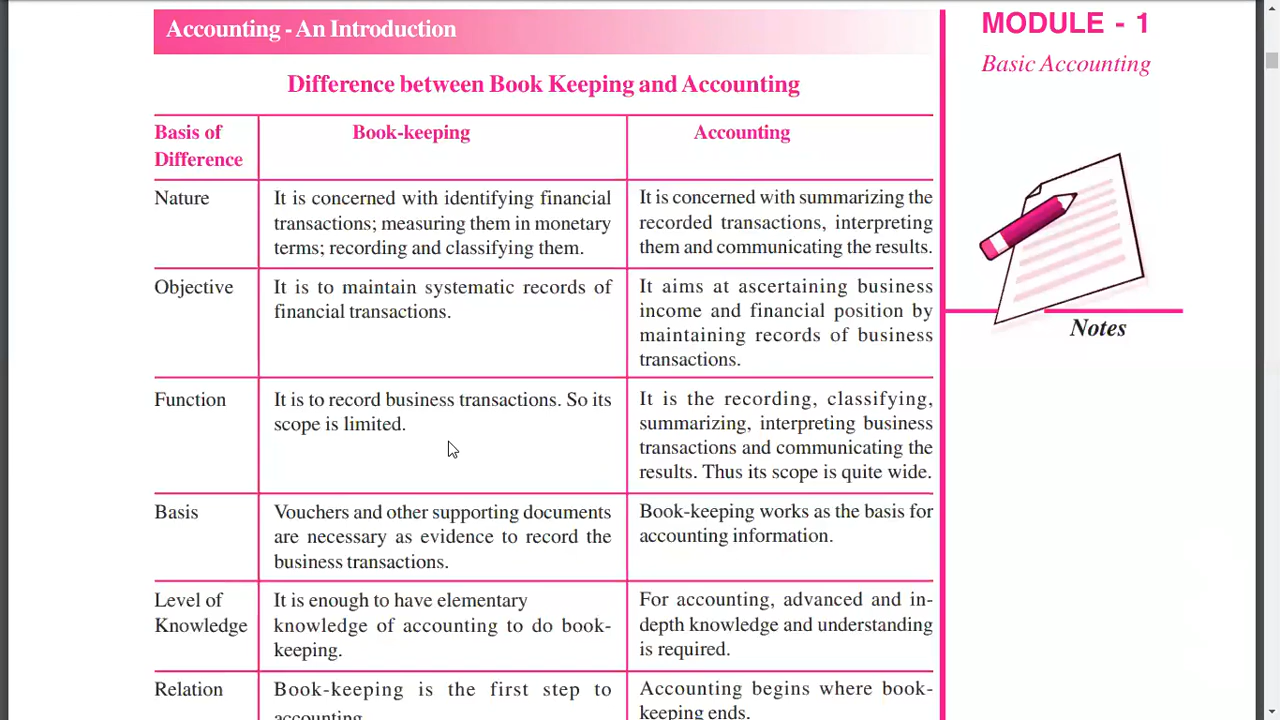 Accounting - An Introduction
MODULE - 1
Basic Accounting
Difference between Book Keeping and Accounting
Basis of
Difference
Book-keeping
Accounting
Nature
It is concerned with identifying financial
transactions; measuring them in monetary
terms; recording and classifying them.
It is concerned with summarizing the
recorded transactions, interpreting
them and communicating the results.
Objective
It is to maintain systematic records of
financial transactions.
It aims at ascertaining business
income and financial position by
maintaining records of business
transactions.
Notes
Function
It is to record business transactions. So its
scope is limited.
It is the recording, classifying,
summarizing, interpreting business
transactions and communicating the
results. Thus its scope is quite wide.
Basis
Vouchers and other supporting documents
are necessary as evidence to record the
business transactions.
Book-keeping works as the basis for
accounting information.
Level of
Knowledge
It is enough to have elementary
knowledge of accounting to do book-
keeping.
For accounting, advanced and in-
depth knowledge and understanding
is required.
Relation
Book-keeping is the first step to
accounting.
Accounting begins where book-
keeping ends.